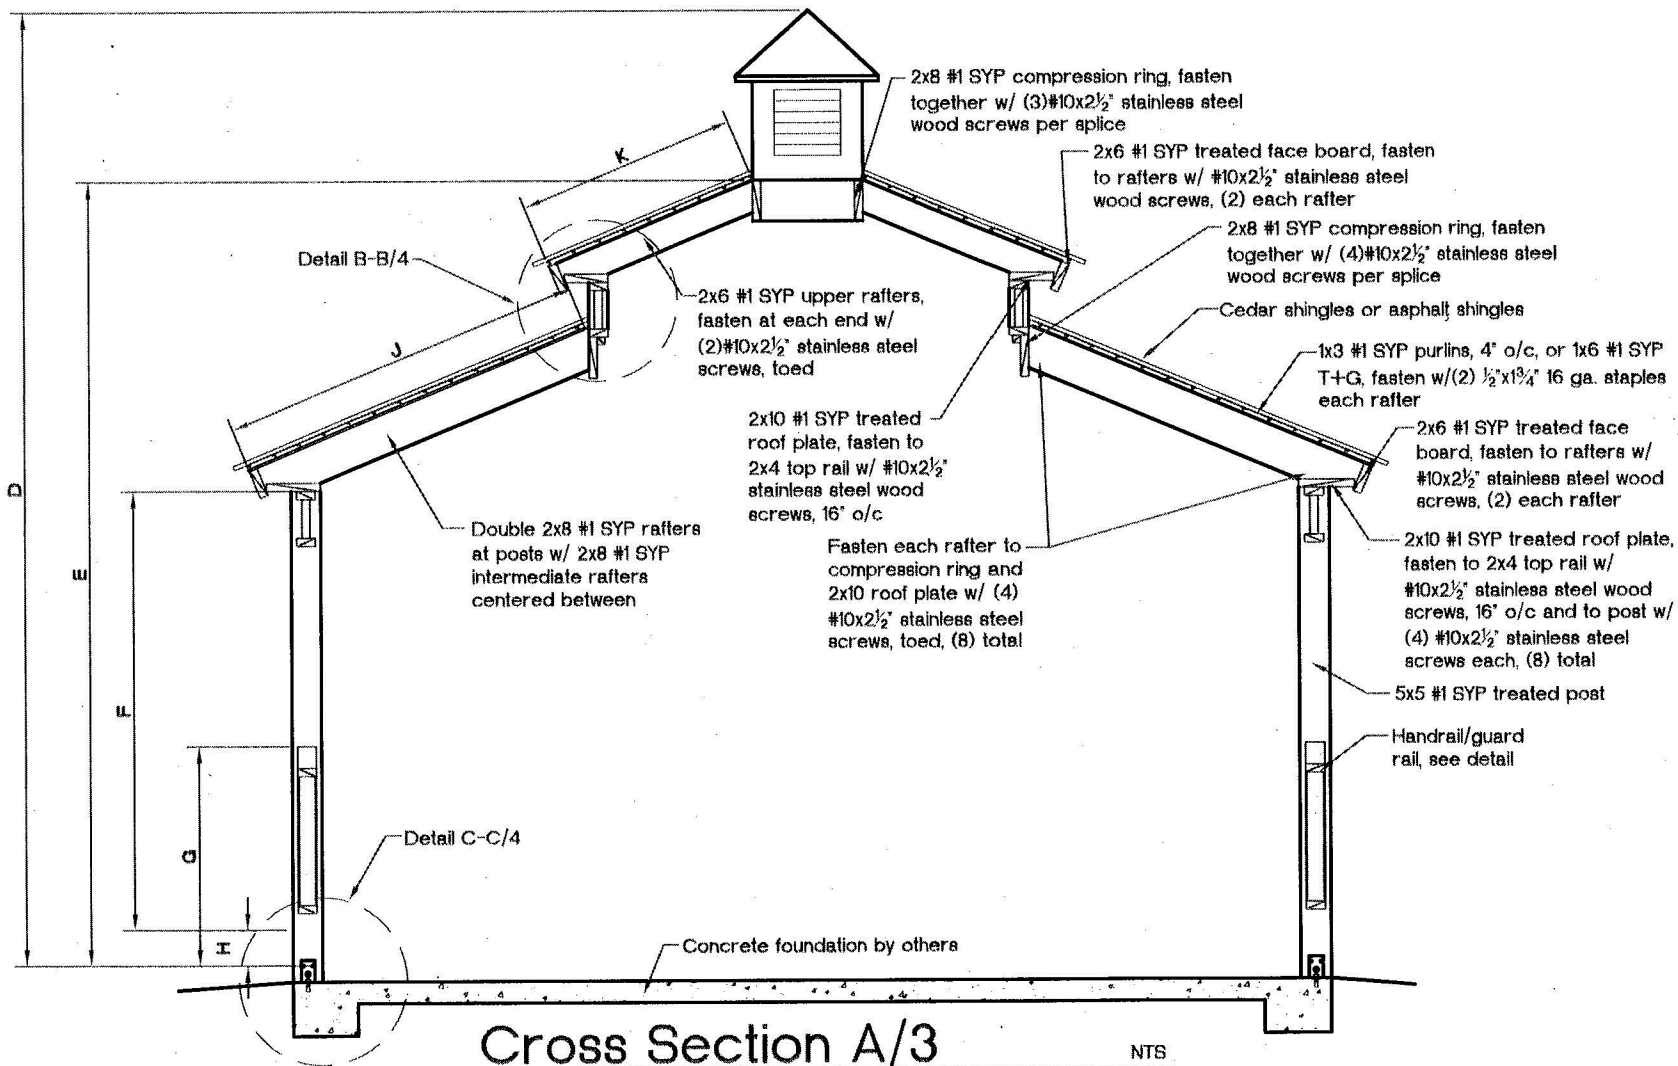 2x8 #1 SYP compression ring, fasten
together w/ (3)#10x2½" stainless steel
wood screws per splice
2x6 #1 SYP treated face board, fasten
to rafters w/ #10x2½" stainless steel
wood screws, (2) each rafter
2x8 #1 SYP compression ring, fasten
together w/ (4)#10x2½" stainless steel
wood screws per splice
Cedar shingles or asphalt shingles
1x3 #1 SYP purlins, 4" o/c, or 1x6 #1 SYP
T+G, fasten w/(2) ½"x1¾" 16 ga. staples
each rafter
2x6 #1 SYP treated face
board, fasten to rafters w/
#10x2½" stainless steel wood
screws, (2) each rafter
2x10 #1 SYP treated roof plate,
fasten to 2x4 top rail w/
#10x2½" stainless steel wood
screws, 16" o/c and to post w/
(4) #10x2½" stainless steel
screws each, (8) total
5x5 #1 SYP treated post
Handrail/guard
rail, see detail
K
Detail B-B/4
J
2x6 #1 SYP upper rafters,
fasten at each end w/
(2)#10x2½" stainless steel
screws, toed
2x10 #1 SYP treated
roof plate, fasten to
2x4 top rail w/ #10x2½"
stainless steel wood
screws, 16" o/c
Double 2x8 #1 SYP rafters
at posts w/ 2x8 #1 SYP
intermediate rafters
centered between
Fasten each rafter to
compression ring and
2x10 roof plate w/ (4)
#10x2½" stainless steel
screws, toed, (8) total
D
E
F
G
H
Detail C-C/4
Concrete foundation by others
Cross Section A/3
NTS